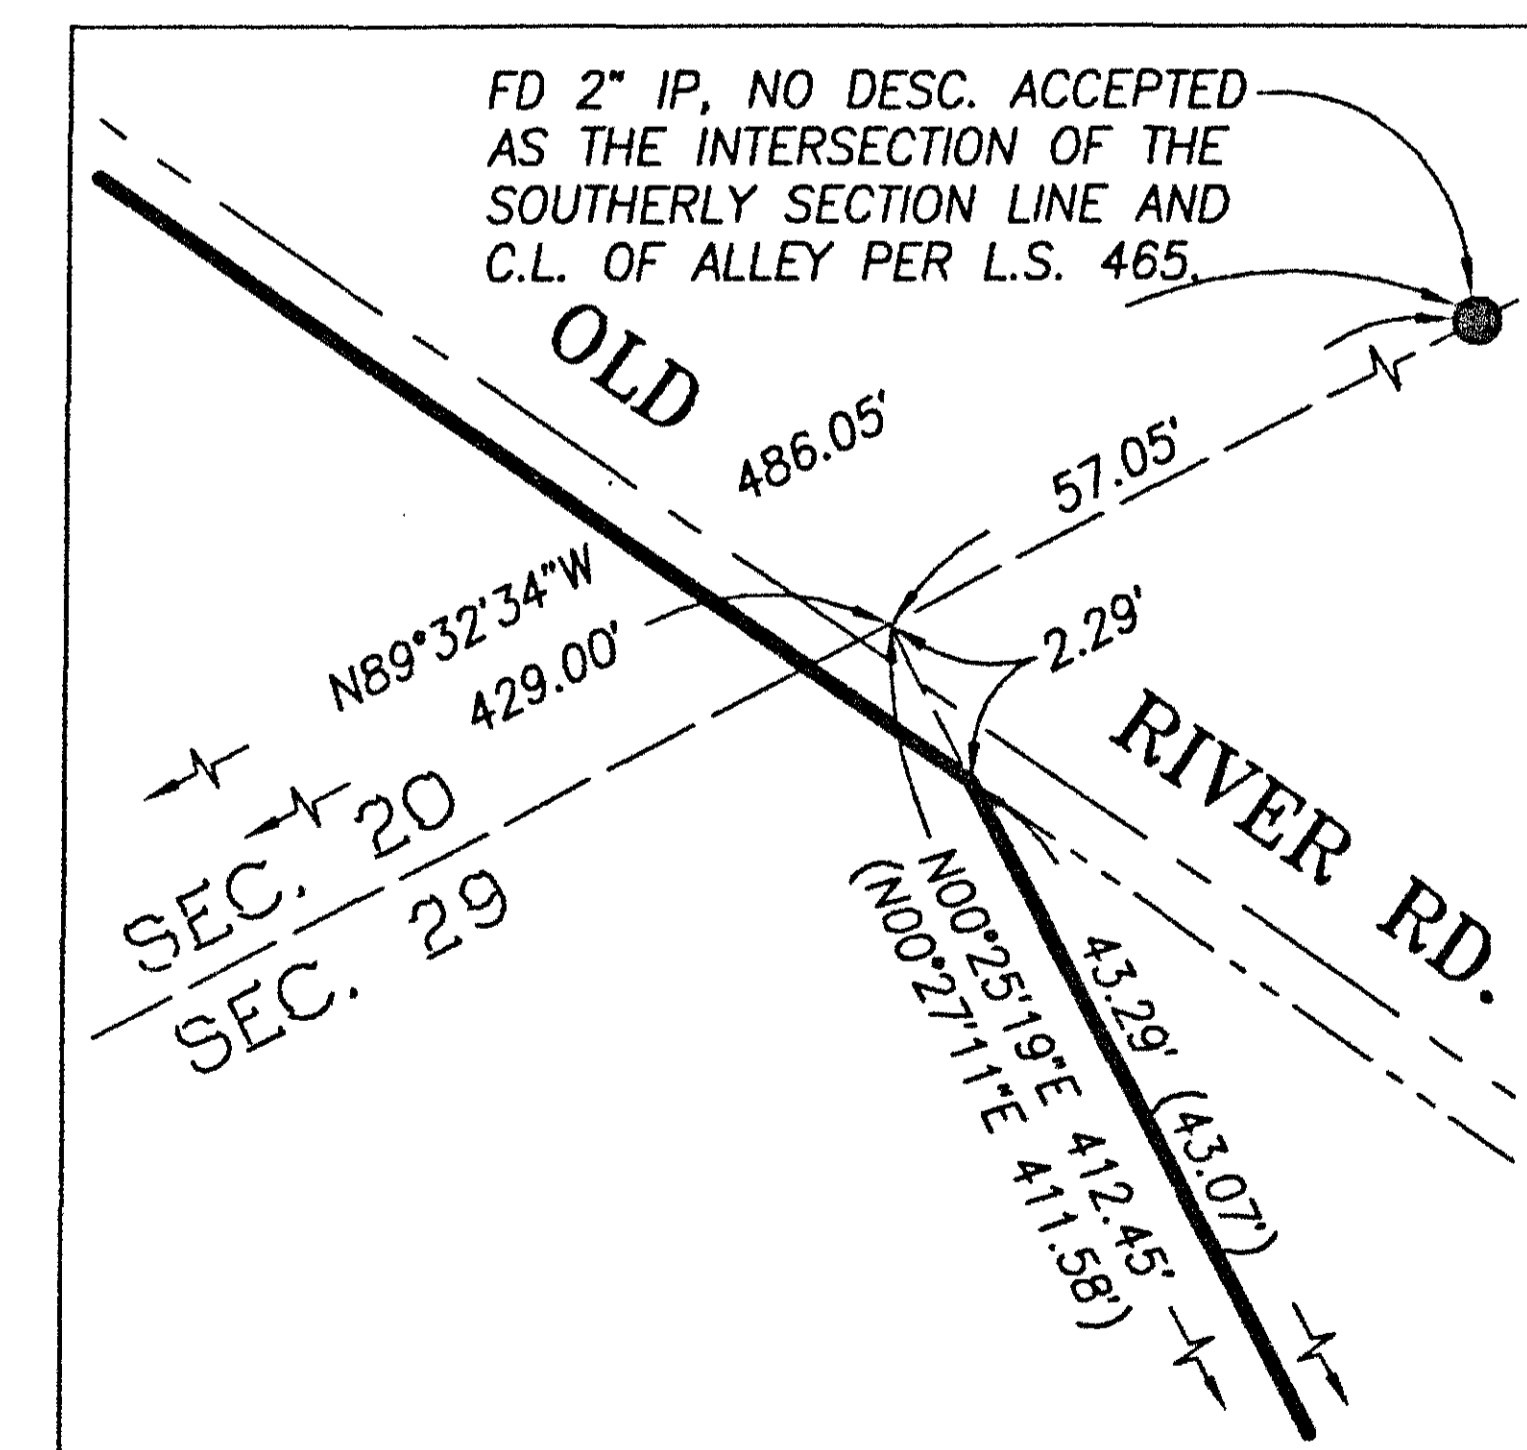 FD 2" IP, NO DESC. ACCEPTED
AS THE INTERSECTION OF THE
SOUTHERLY SECTION LINE AND
C.L. OF ALLEY PER L.S. 465.
OLD
486.05'
57.05'
N89°32'34"W
429.00'
2.29'
RIVER RD.
SEC. 20
SEC. 29
N00°25'19"E 412.45'
(N00°27'11"E 411.58')
43.29' (43.07')